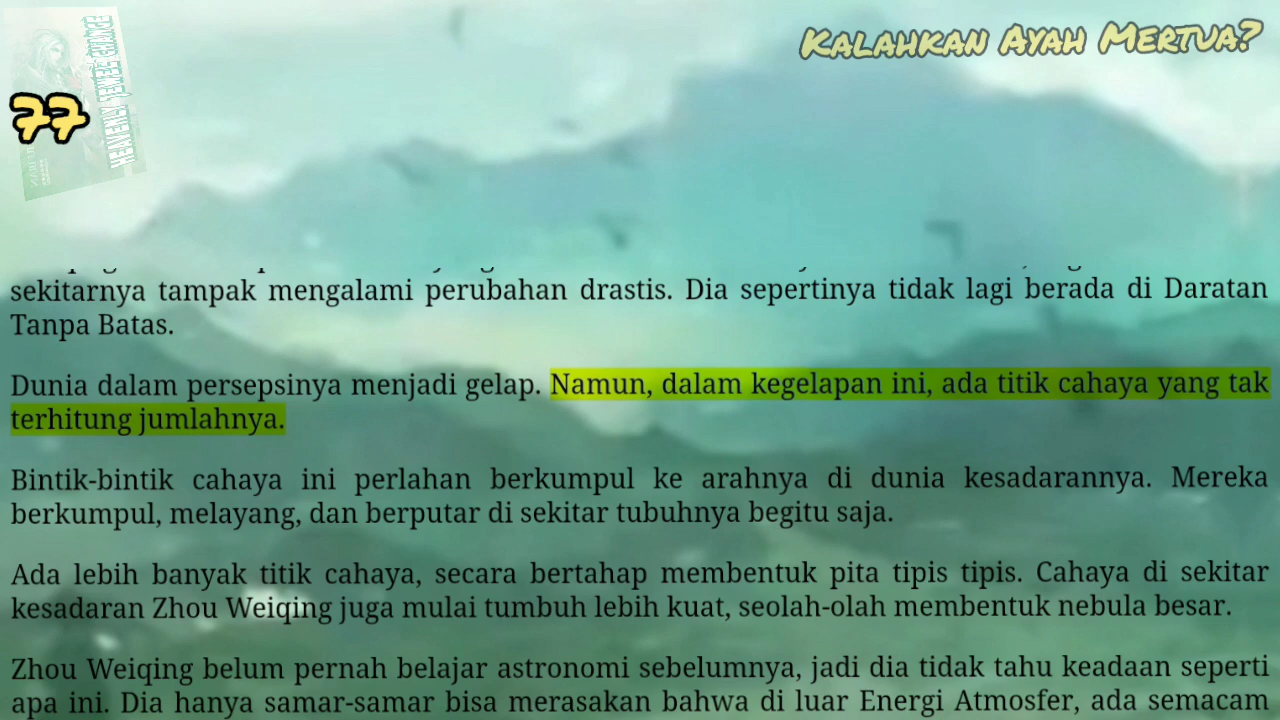 Kalahkan Ayah Mertua?
HEAVENLY JEWEL CHANGE
77
sekitarnya tampak mengalami perubahan drastis. Dia sepertinya tidak lagi berada di Daratan
Tanpa Batas.
Dunia dalam persepsinya menjadi gelap. Namun, dalam kegelapan ini, ada titik cahaya yang tak
terhitung jumlahnya.
Bintik-bintik cahaya ini perlahan berkumpul ke arahnya di dunia kesadarannya. Mereka
berkumpul, melayang, dan berputar di sekitar tubuhnya begitu saja.
Ada lebih banyak titik cahaya, secara bertahap membentuk pita tipis tipis. Cahaya di sekitar
kesadaran Zhou Weiqing juga mulai tumbuh lebih kuat, seolah-olah membentuk nebula besar.
Zhou Weiqing belum pernah belajar astronomi sebelumnya, jadi dia tidak tahu keadaan seperti
apa ini. Dia hanya samar-samar bisa merasakan bahwa di luar Energi Atmosfer, ada semacam